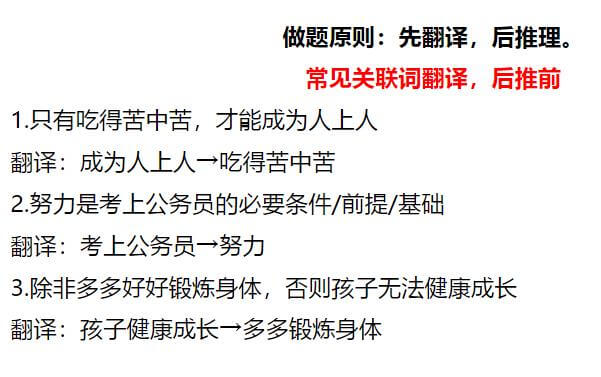 做题原则：先翻译，后推理。
常见关联词翻译，后推前
1.只有吃得苦中苦，才能成为人上人
翻译：成为人上人→吃得苦中苦
2.努力是考上公务员的必要条件/前提/基础
翻译：考上公务员→努力
3.除非多多好好锻炼身体，否则孩子无法健康成长
翻译：孩子健康成长→多多锻炼身体